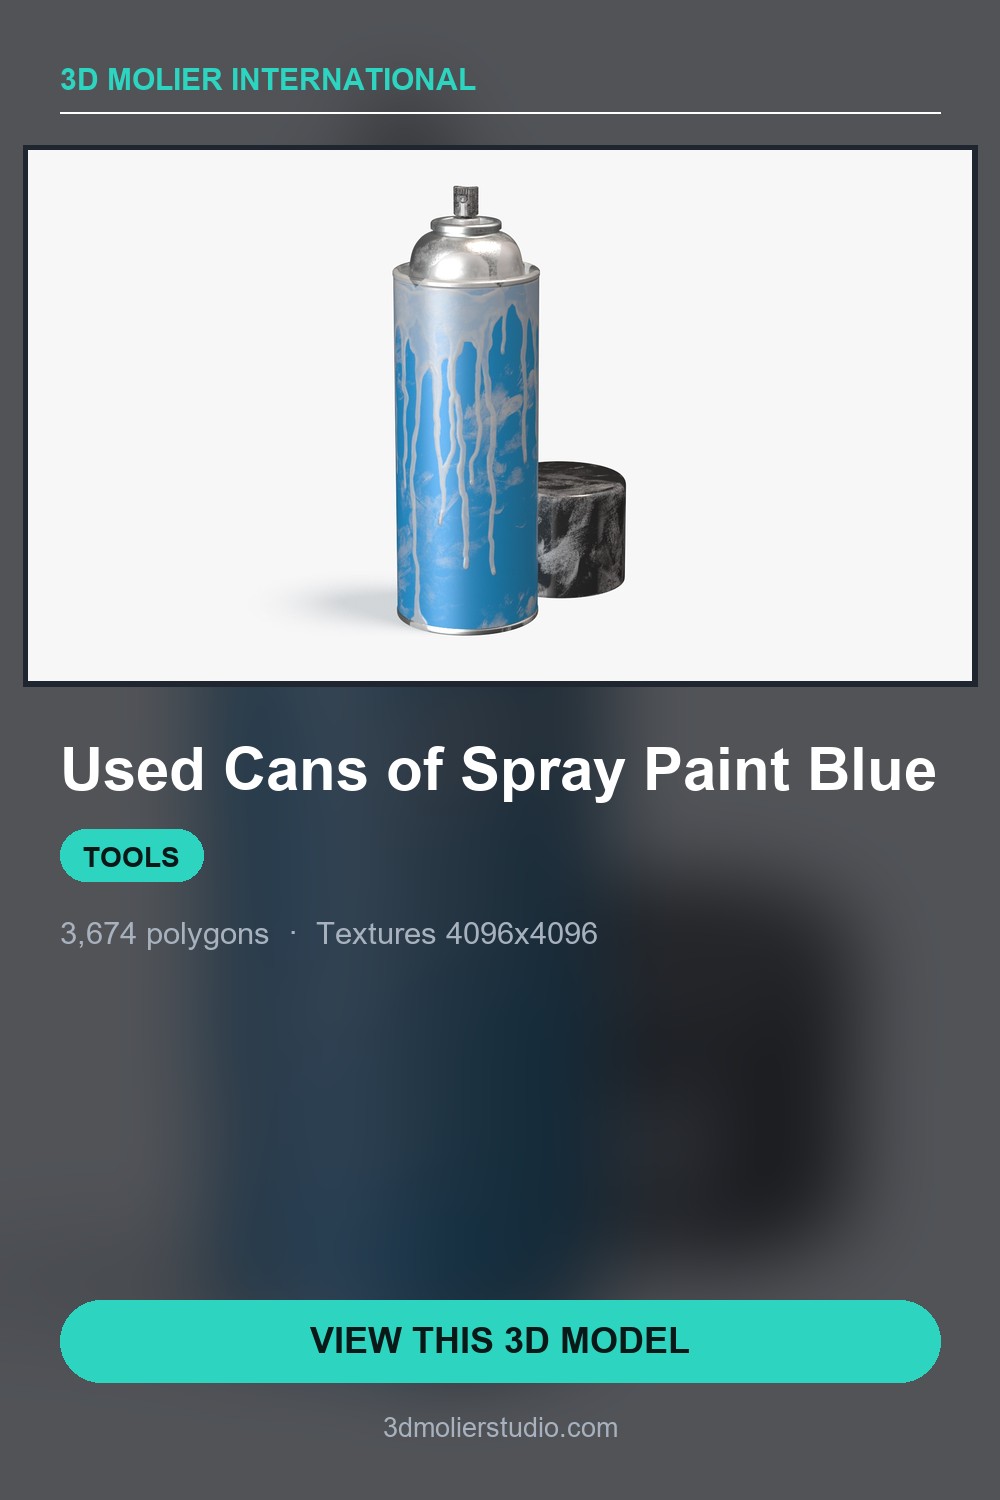 3D MOLIER INTERNATIONAL
Used Cans of Spray Paint Blue
TOOLS
3,674 polygons · Textures 4096x4096
VIEW THIS 3D MODEL
3dmolierstudio.com